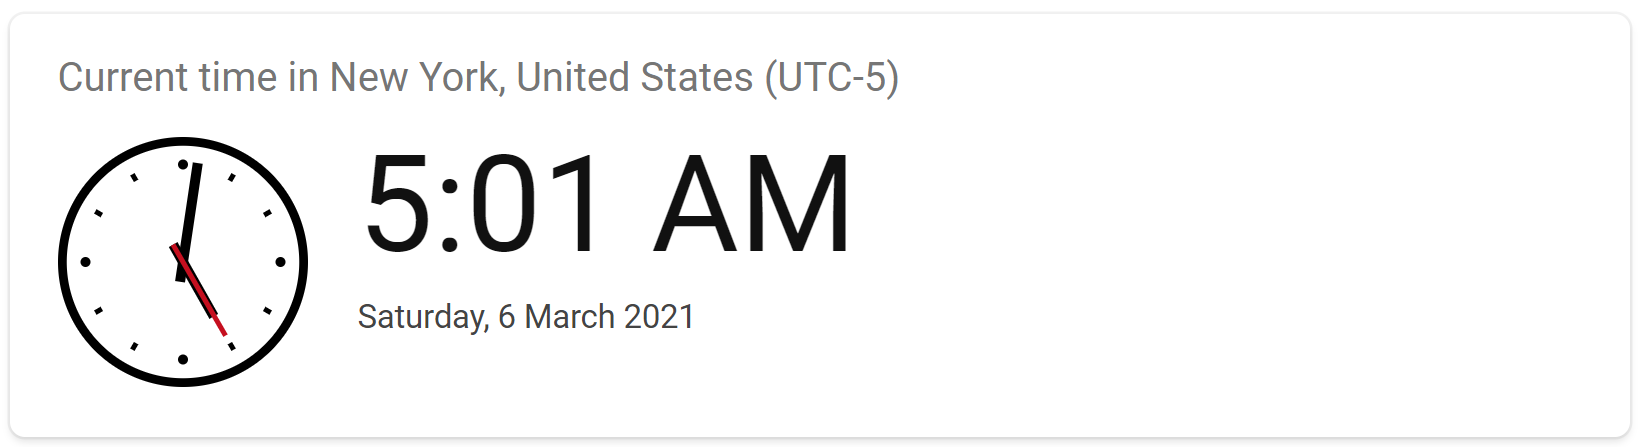 Current time in New York, United States (UTC-5)
5:01 AM
Saturday, 6 March 2021